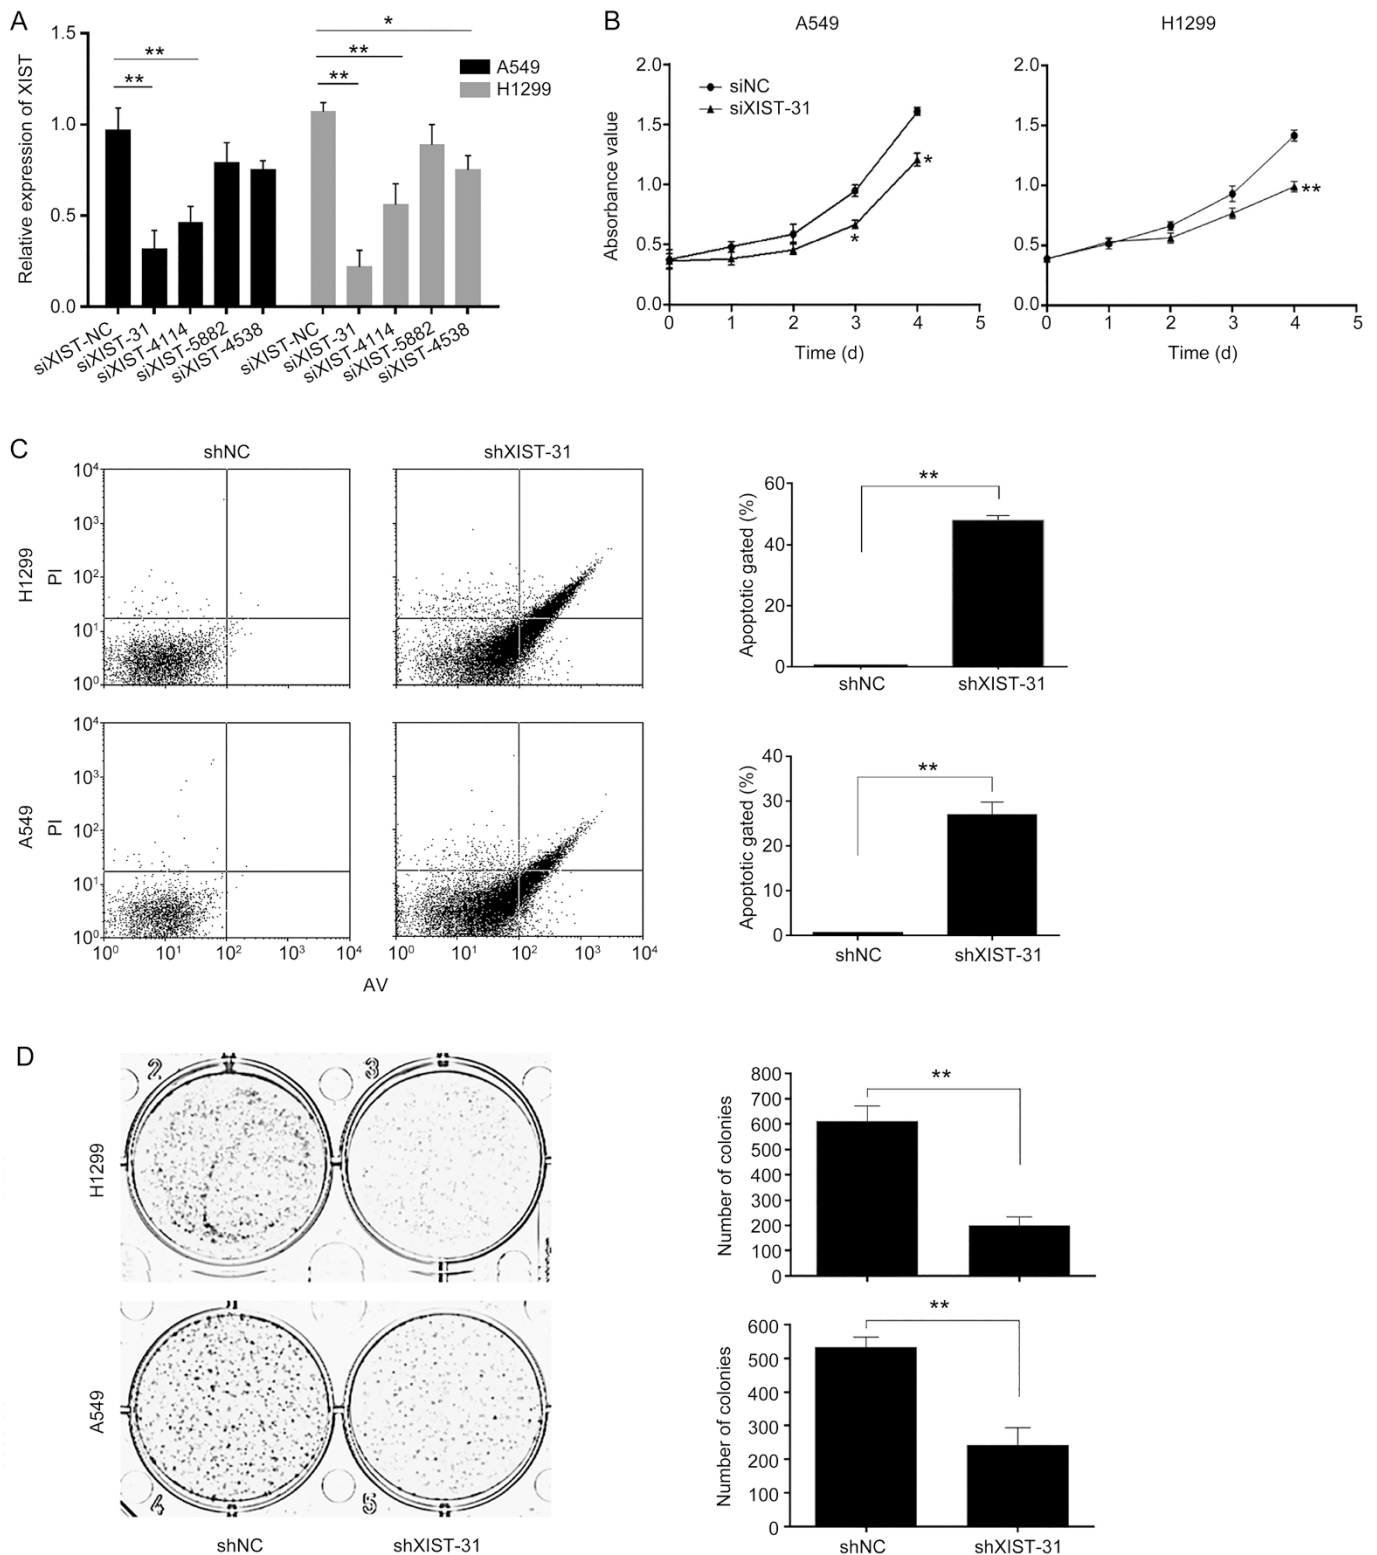 A
Relative expression of XIST
1.5
1.0
0.5
0.0
**
**
*
**
**
A549
H1299
siXIST-NC
siXIST-31
siXIST-4114
siXIST-5882
siXIST-4538
siXIST-NC
siXIST-31
siXIST-4114
siXIST-5882
siXIST-4538
B
A549
H1299
Absorbance value
2.0
1.5
1.0
0.5
0.0
siNC
siXIST-31
*
*
0 1 2 3 4 5
Time (d)
2.0
1.5
1.0
0.5
0.0
**
0 1 2 3 4 5
Time (d)
C
shNC
shXIST-31
H1299
PI
10⁴
10³
10²
10¹
10⁰
A549
PI
10⁴
10³
10²
10¹
10⁰
10⁰ 10¹ 10² 10³ 10⁴
10⁰ 10¹ 10² 10³ 10⁴
AV
Apoptotic gated (%)
60
40
20
0
**
shNC
shXIST-31
Apoptotic gated (%)
40
30
20
10
0
**
shNC
shXIST-31
D
H1299
2
3
A549
4
5
shNC
shXIST-31
Number of colonies
800
700
600
500
400
300
200
100
0
**
Number of colonies
600
500
400
300
200
100
0
**
shNC
shXIST-31